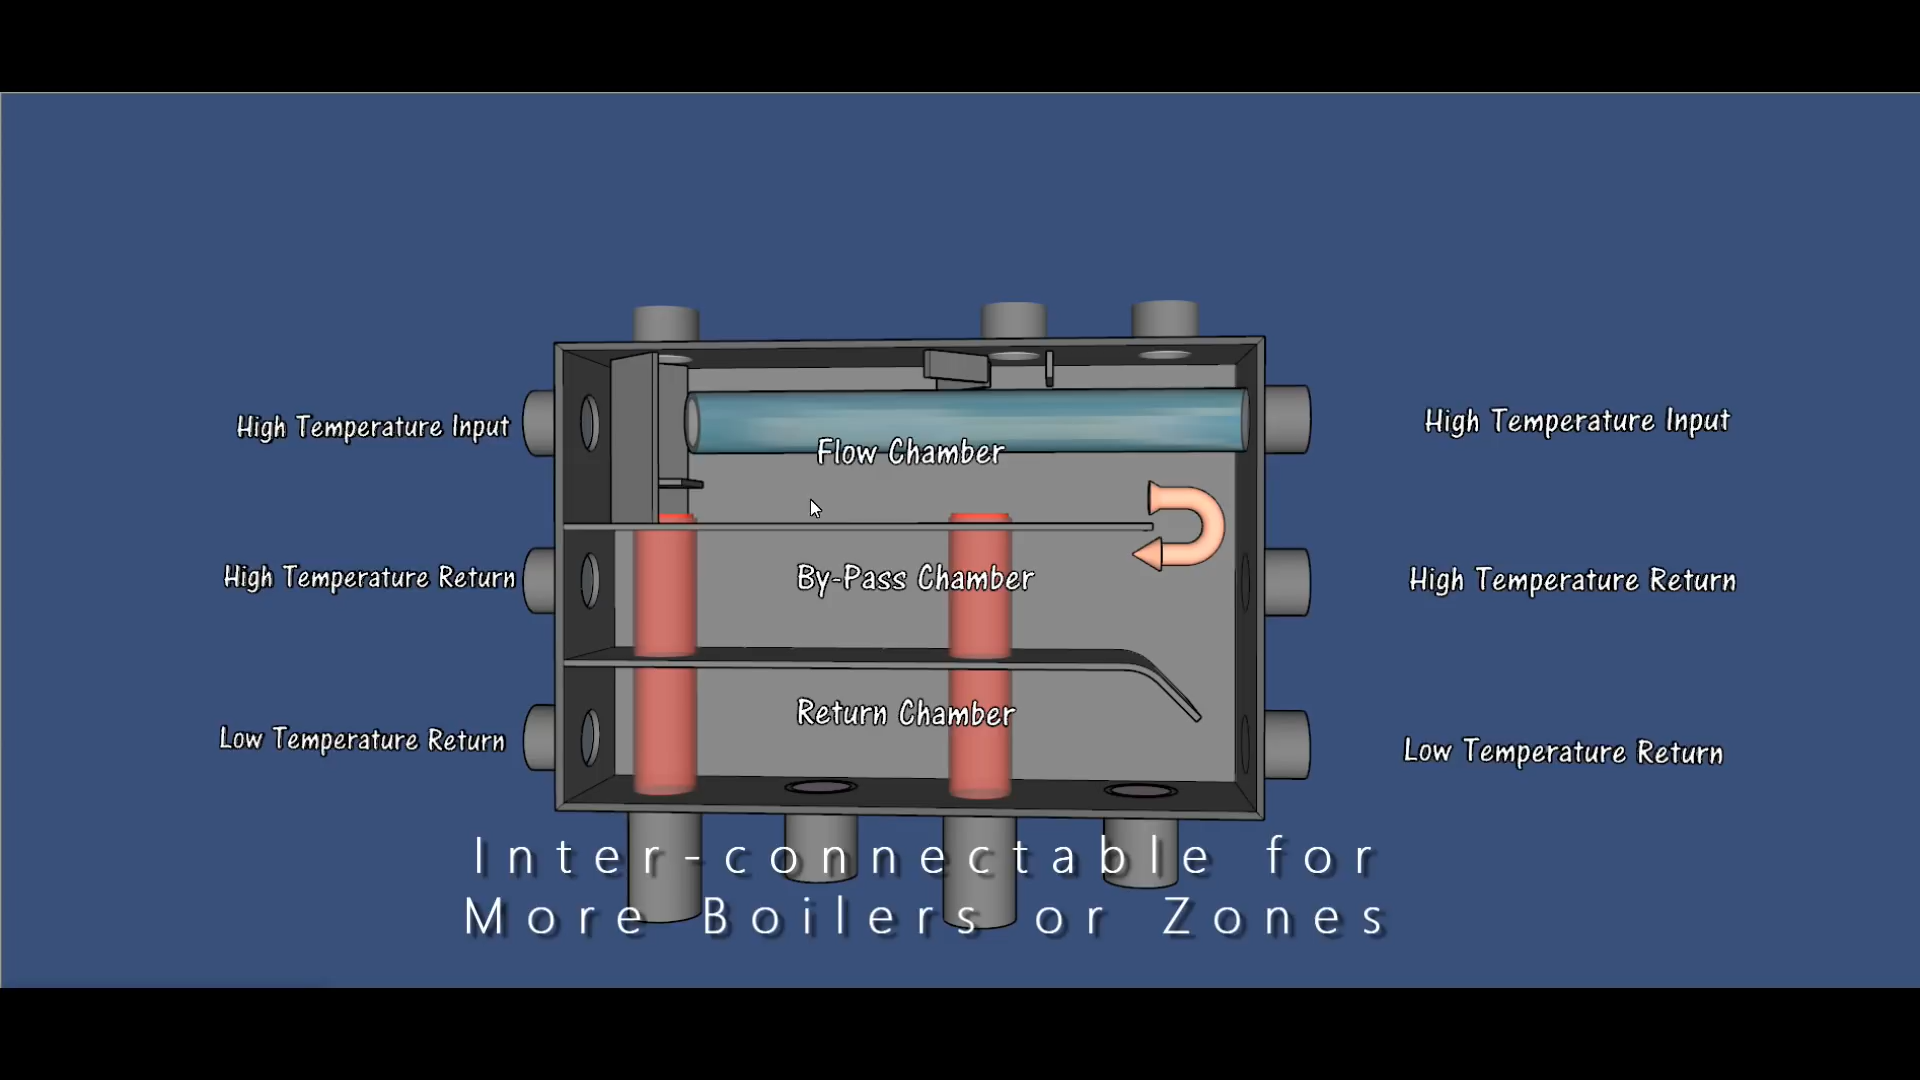 High Temperature Input
High Temperature Input
Flow Chamber
High Temperature Return
By-Pass Chamber
High Temperature Return
Return Chamber
Low Temperature Return
Low Temperature Return
Inter-connectable for
More Boilers or Zones